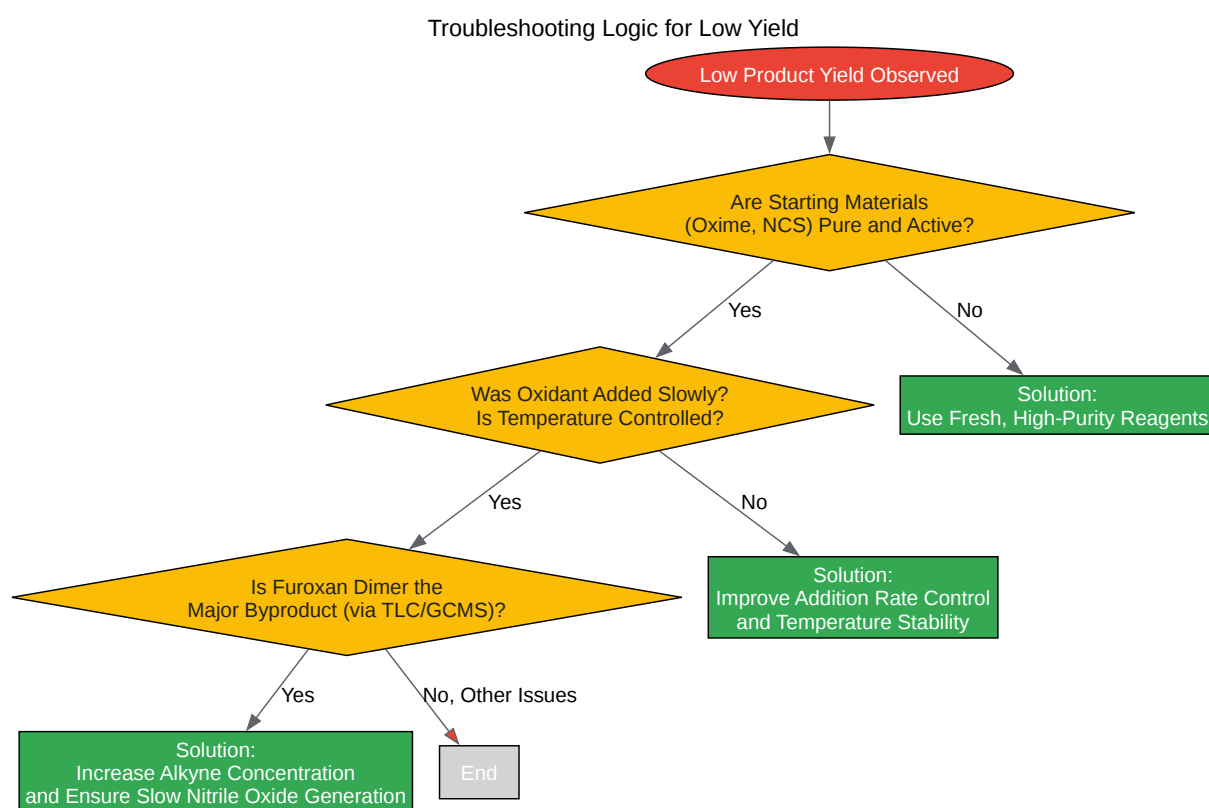 Troubleshooting Logic for Low Yield
Low Product Yield Observed
Are Starting Materials
(Oxime, NCS) Pure and Active?
Yes
No
Was Oxidant Added Slowly?
Is Temperature Controlled?
Solution:
Use Fresh, High-Purity Reagents
Yes
No
Is Furoxan Dimer the
Major Byproduct (via TLC/GCMS)?
Solution:
Improve Addition Rate Control
and Temperature Stability
Yes
No, Other Issues
Solution:
Increase Alkyne Concentration
and Ensure Slow Nitrile Oxide Generation
End